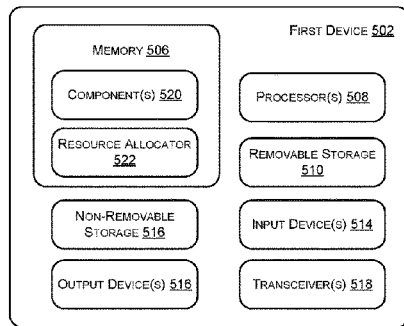 FIRST DEVICE 502
MEMORY 506
COMPONENT(S) 520
RESOURCE ALLOCATOR
522
PROCESSOR(S) 508
REMOVABLE STORAGE
510
NON-REMOVABLE
STORAGE 516
INPUT DEVICE(S) 514
OUTPUT DEVICE(S) 516
TRANSCEIVER(S) 518